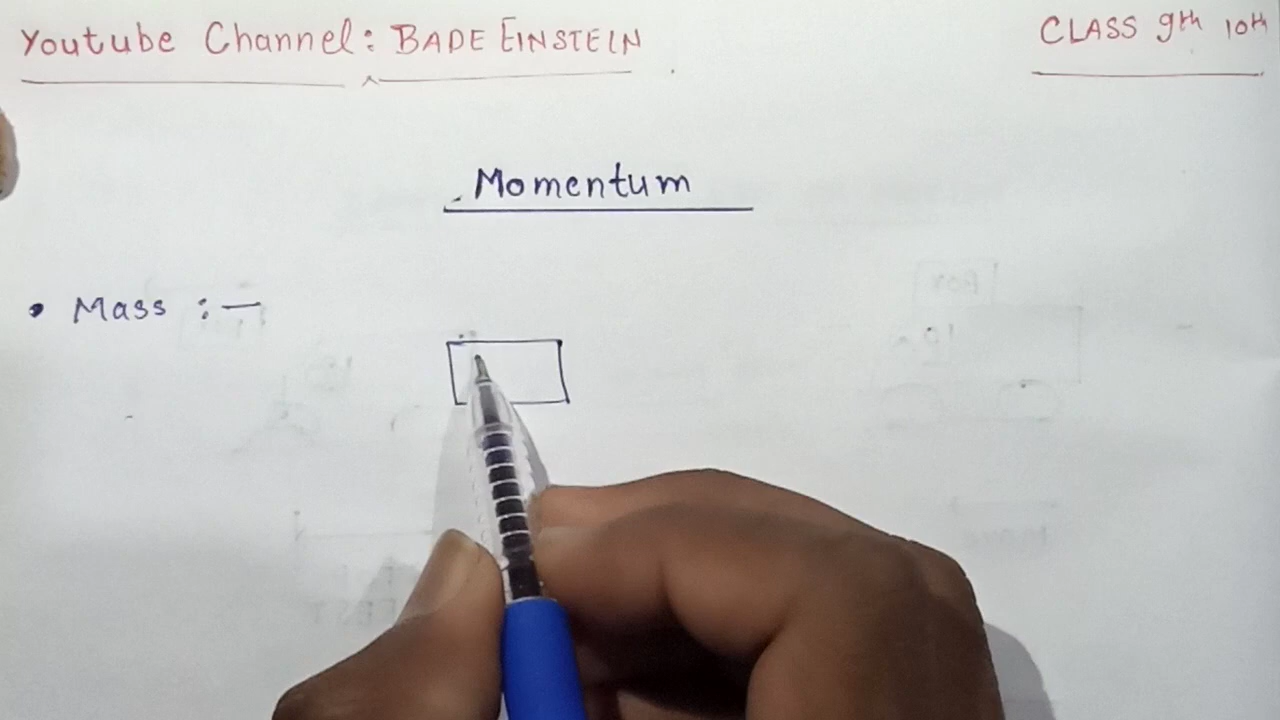 Youtube Channel: BADE EINSTEIN
CLASS 9th 10th
Momentum
• Mass :—